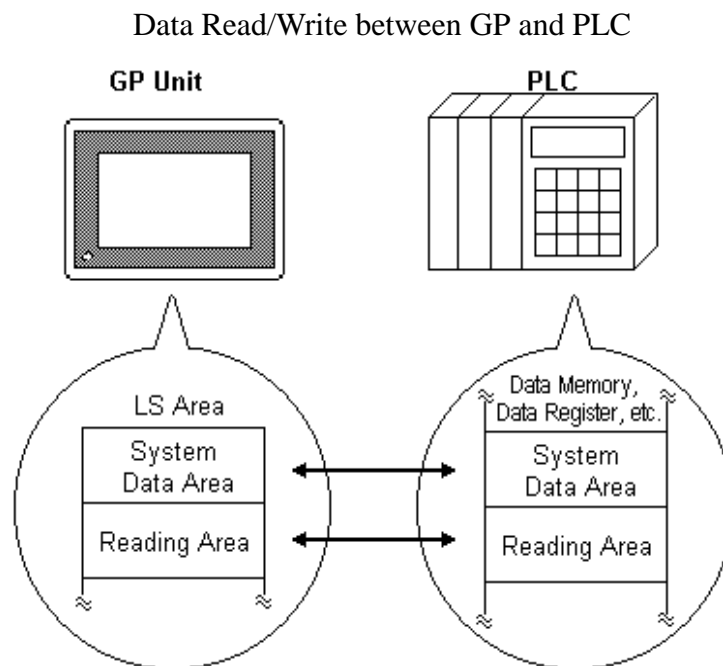 Data Read/Write between GP and PLC
GP Unit
PLC
LS Area
System
Data Area
Reading Area
Data Memory,
Data Register, etc.
System
Data Area
Reading Area